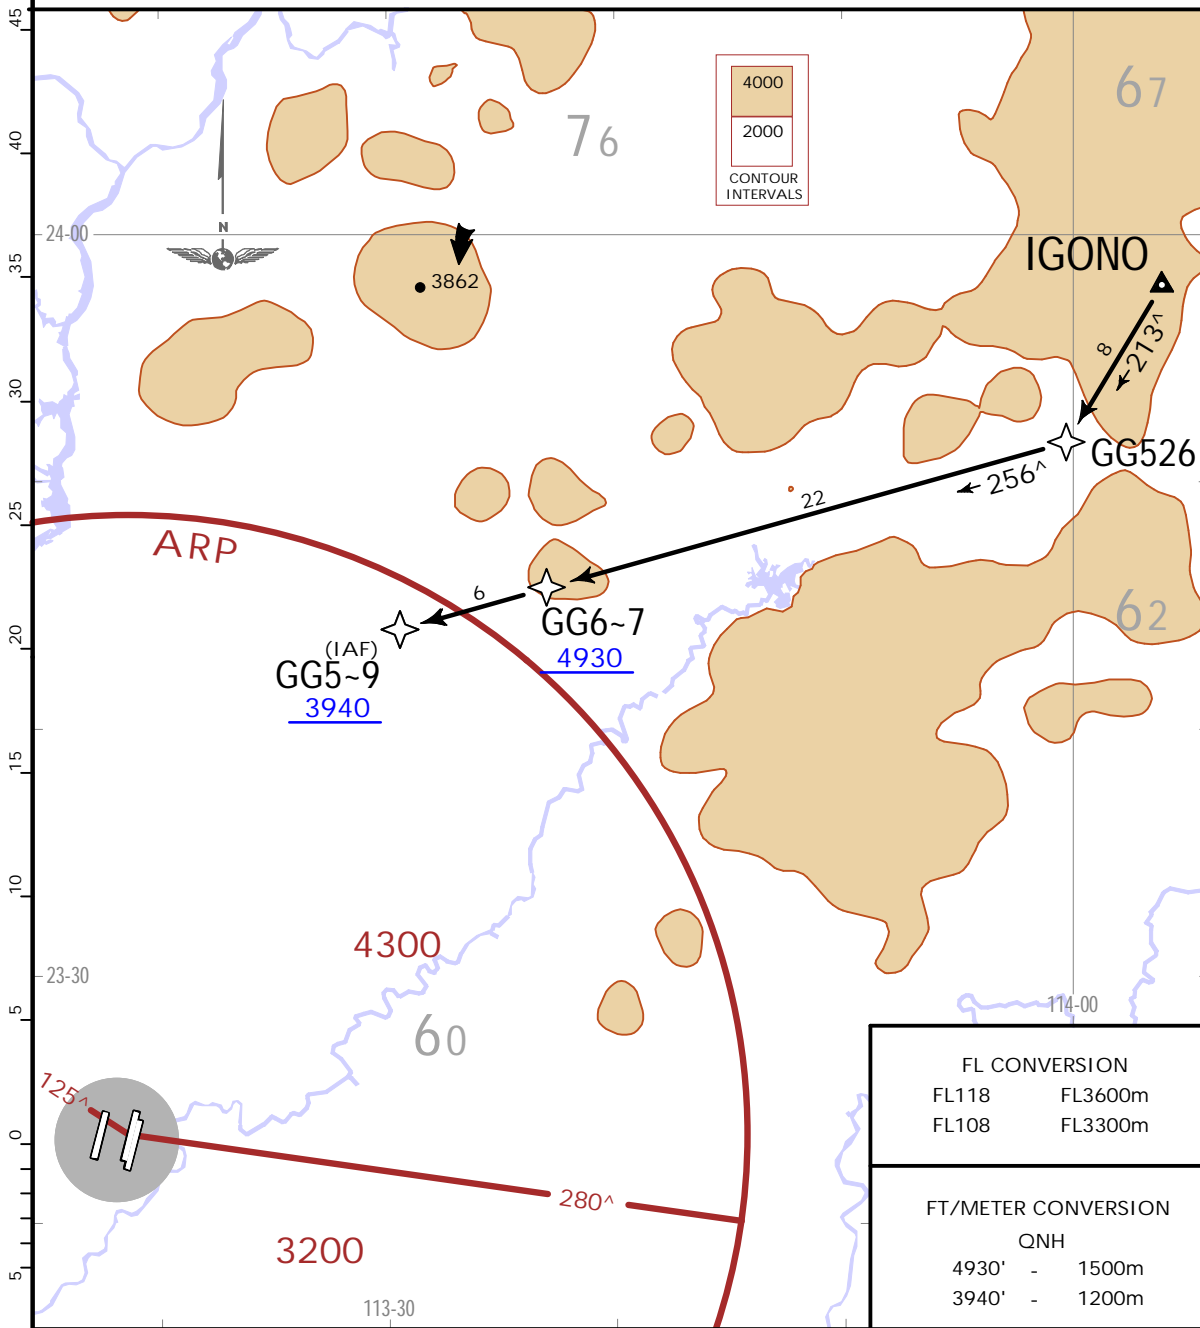 45
40
35
30
25
20
15
10
5
0
5
67
76
4000
2000
CONTOUR
INTERVALS
N
24-00
3862
IGONO
8
213^
GG526
256^
22
ARP
6
GG6~7
4930
(IAF)
GG5~9
3940
62
4300
23-30
60
114-00
125^
280^
3200
113-30
FL CONVERSION
FL118 FL3600m
FL108 FL3300m
FT/METER CONVERSION
QNH
4930' - 1500m
3940' - 1200m